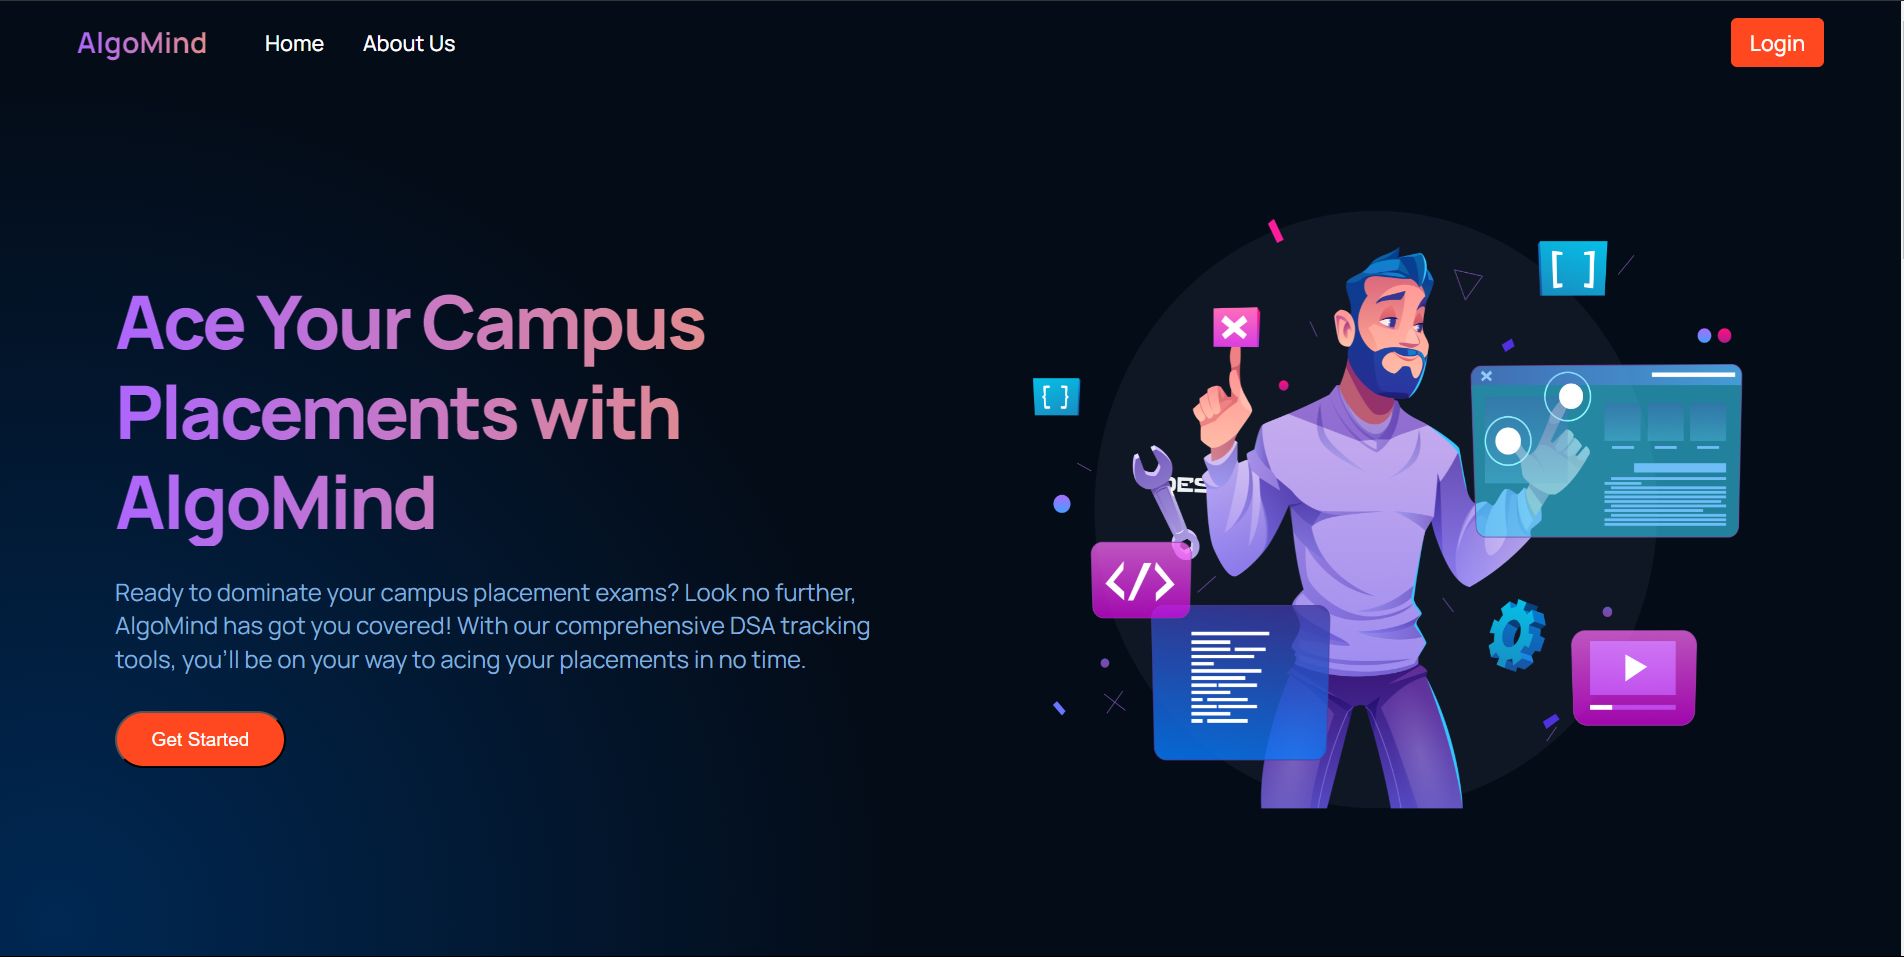 AlgoMind
Home
About Us
Login
Ace Your Campus
Placements with
AlgoMind
Ready to dominate your campus placement exams? Look no further,
AlgoMind has got you covered! With our comprehensive DSA tracking
tools, you'll be on your way to acing your placements in no time.
Get Started
[ ]
{ }
DES
</>